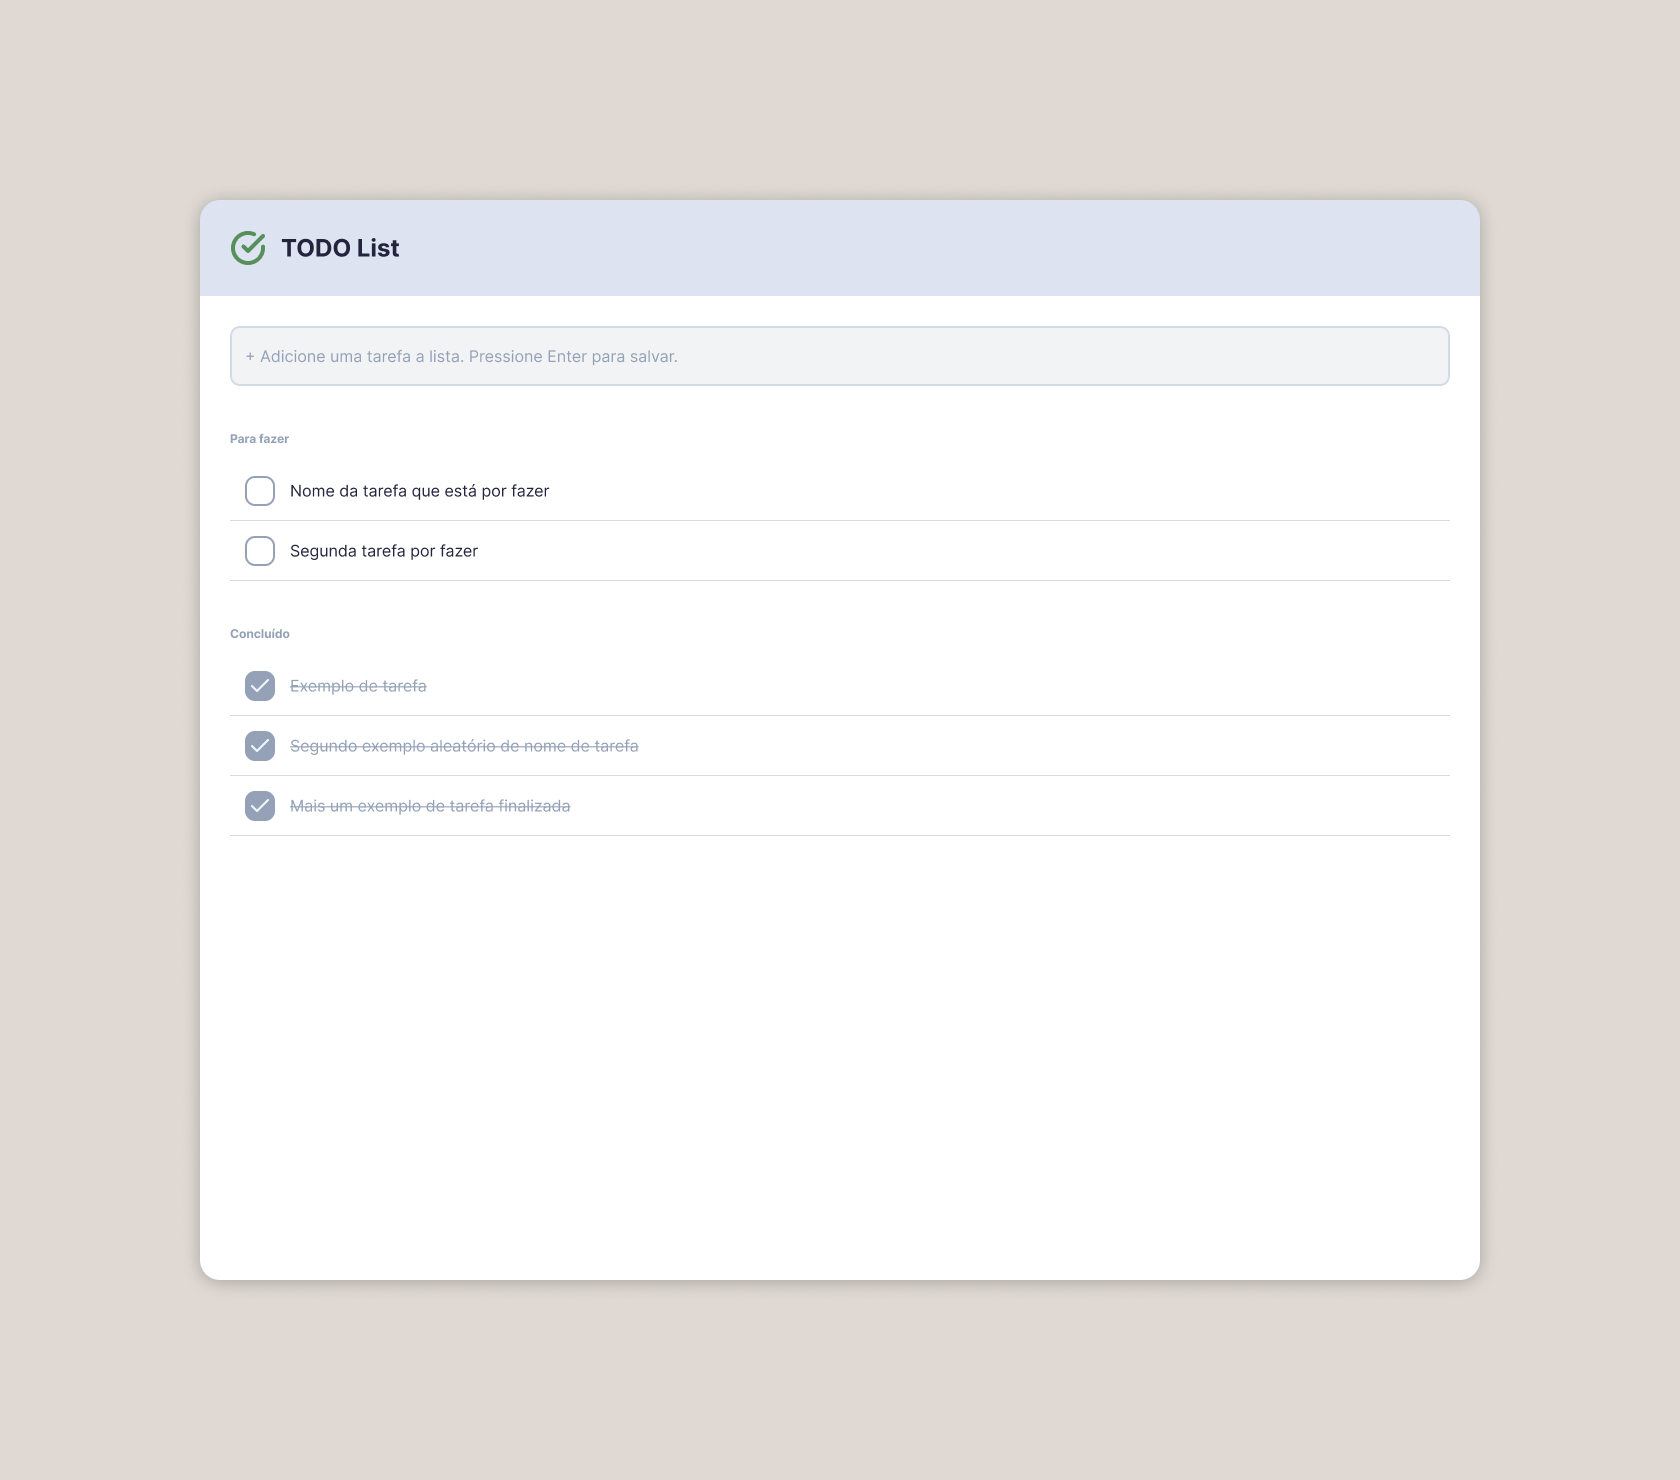 TODO List
+ Adicione uma tarefa a lista. Pressione Enter para salvar.
Para fazer
Nome da tarefa que está por fazer
Segunda tarefa por fazer
Concluído
Exemplo de tarefa
Segundo exemplo aleatório de nome de tarefa
Mais um exemplo de tarefa finalizada